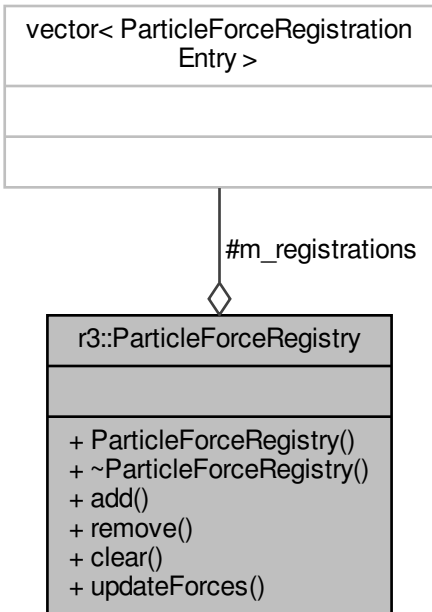 vector< ParticleForceRegistration
Entry >
#m_registrations
r3::ParticleForceRegistry
+ ParticleForceRegistry()
+ ~ParticleForceRegistry()
+ add()
+ remove()
+ clear()
+ updateForces()